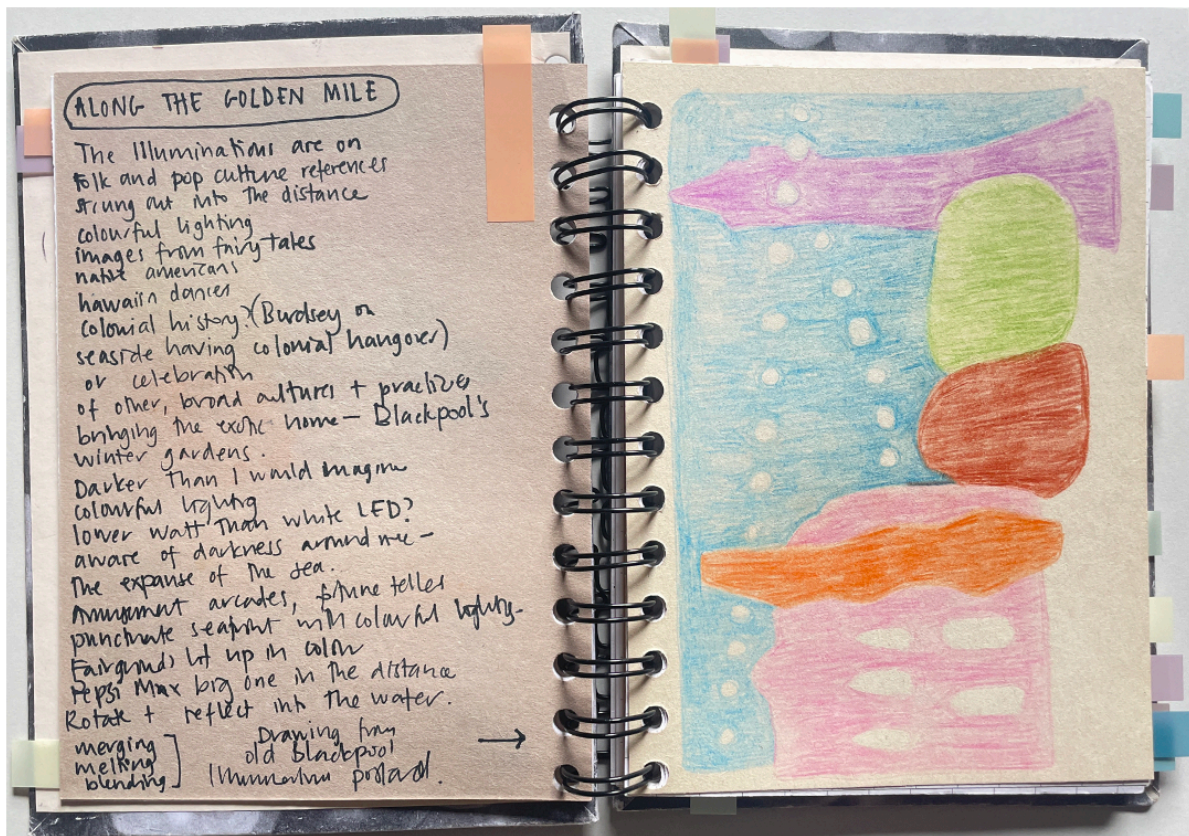 ALONG THE GOLDEN MILE
The Illuminations are on
folk and pop culture references
strung out into the distance
colourful lighting
images from fairytales
native americans
hawaiin dances
colonial history? (Burdsey on
seaside having colonial hangover)
or celebration
of other, broad cultures + practises
bringing the exotic home - Blackpool's
winter gardens.
Darker than I would imagine
colourful lighting
lower watt than white LED?
aware of darkness around me -
the expanse of the sea.
Amusement arcades, fortune teller
punctuate seafront with colourful lighting.
Fairgrounds lit up in colour
Pepsi Max big one in the distance
Rotate + reflect into the water.
merging
melting
blending
Drawing from
old Blackpool
Illumination postcard.